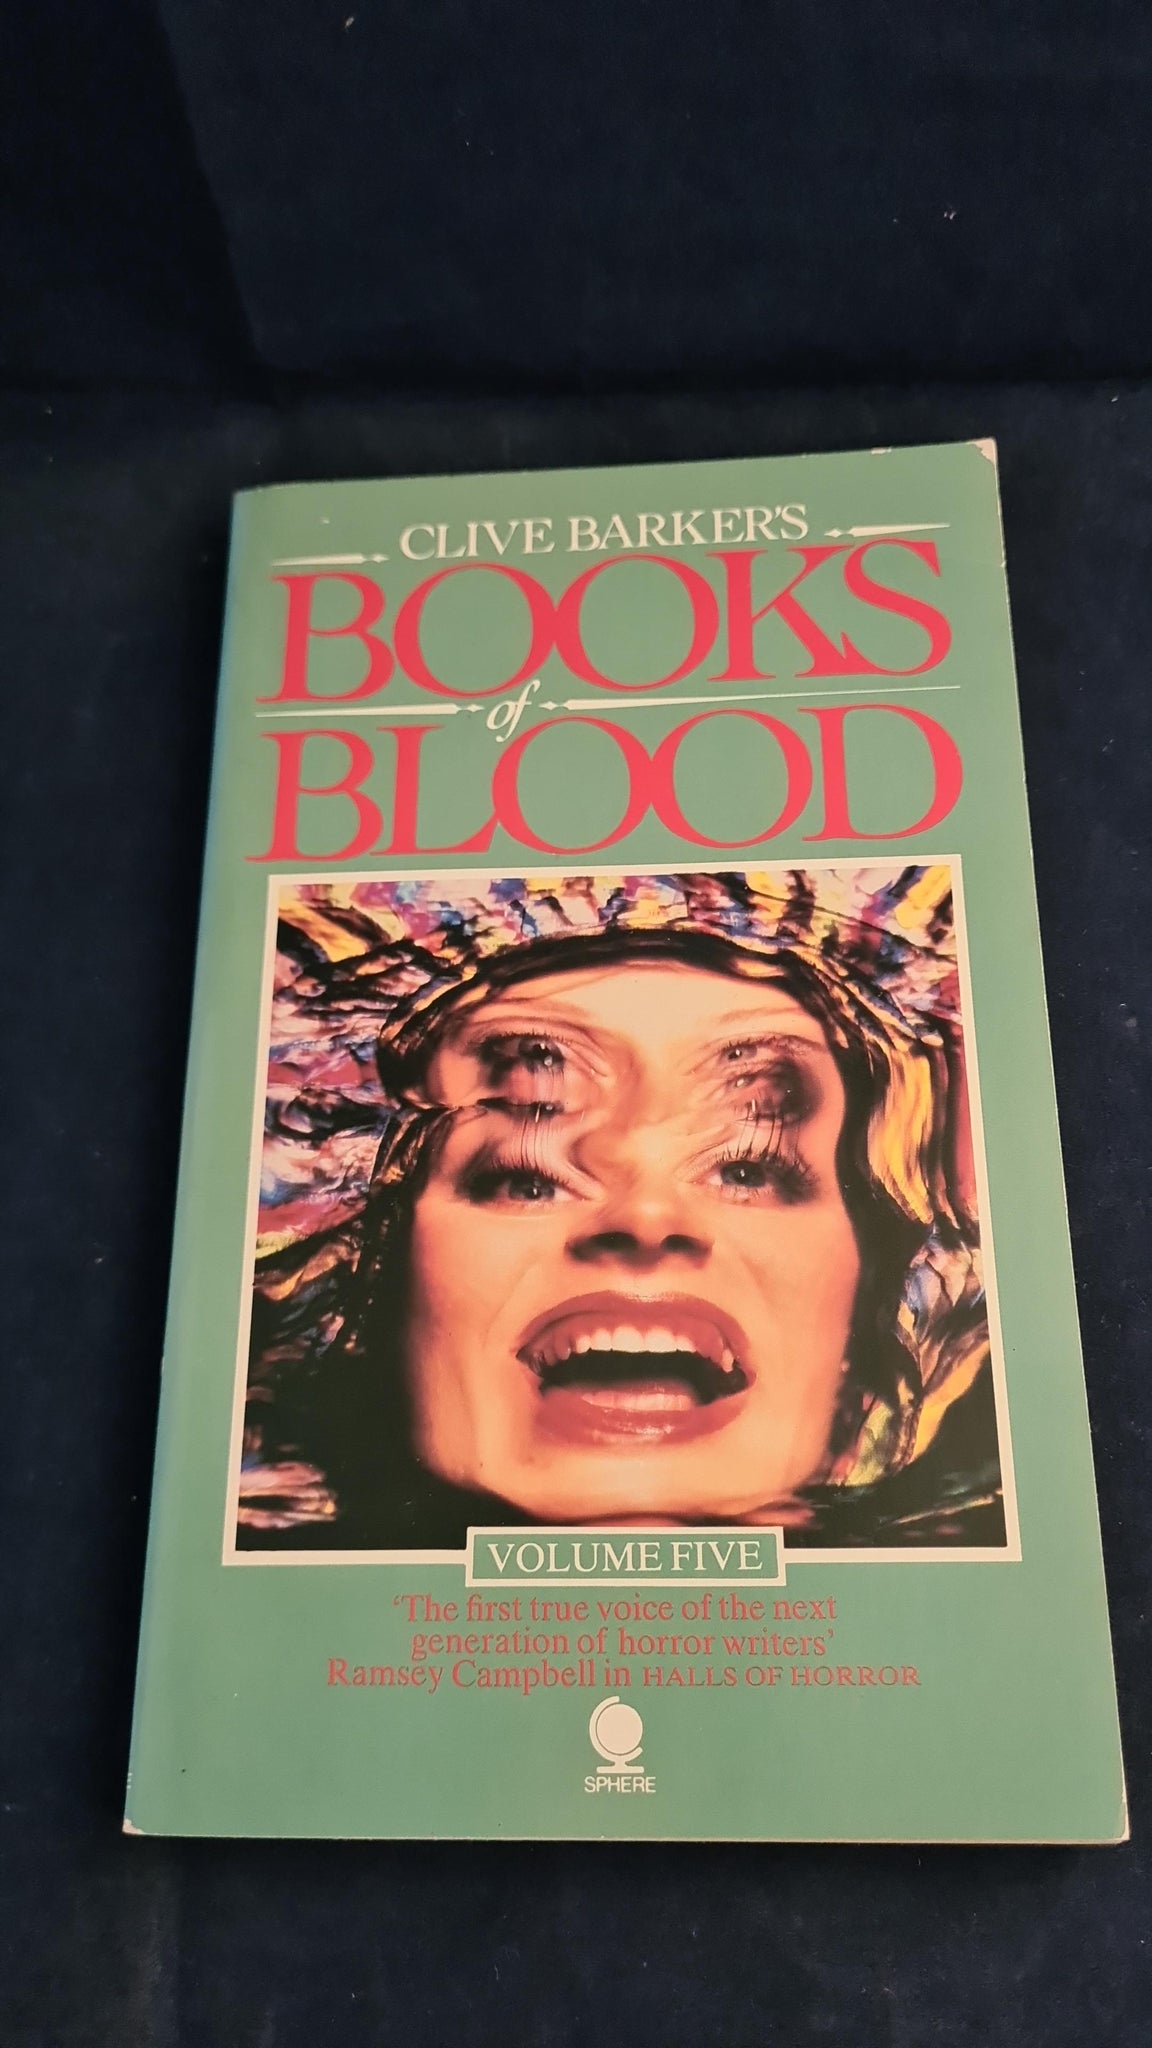 CLIVE BARKER'S
BOOKS
of
BLOOD
VOLUME FIVE
'The first true voice of the next
generation of horror writers'
Ramsey Campbell in HALLS OF HORROR
SPHERE